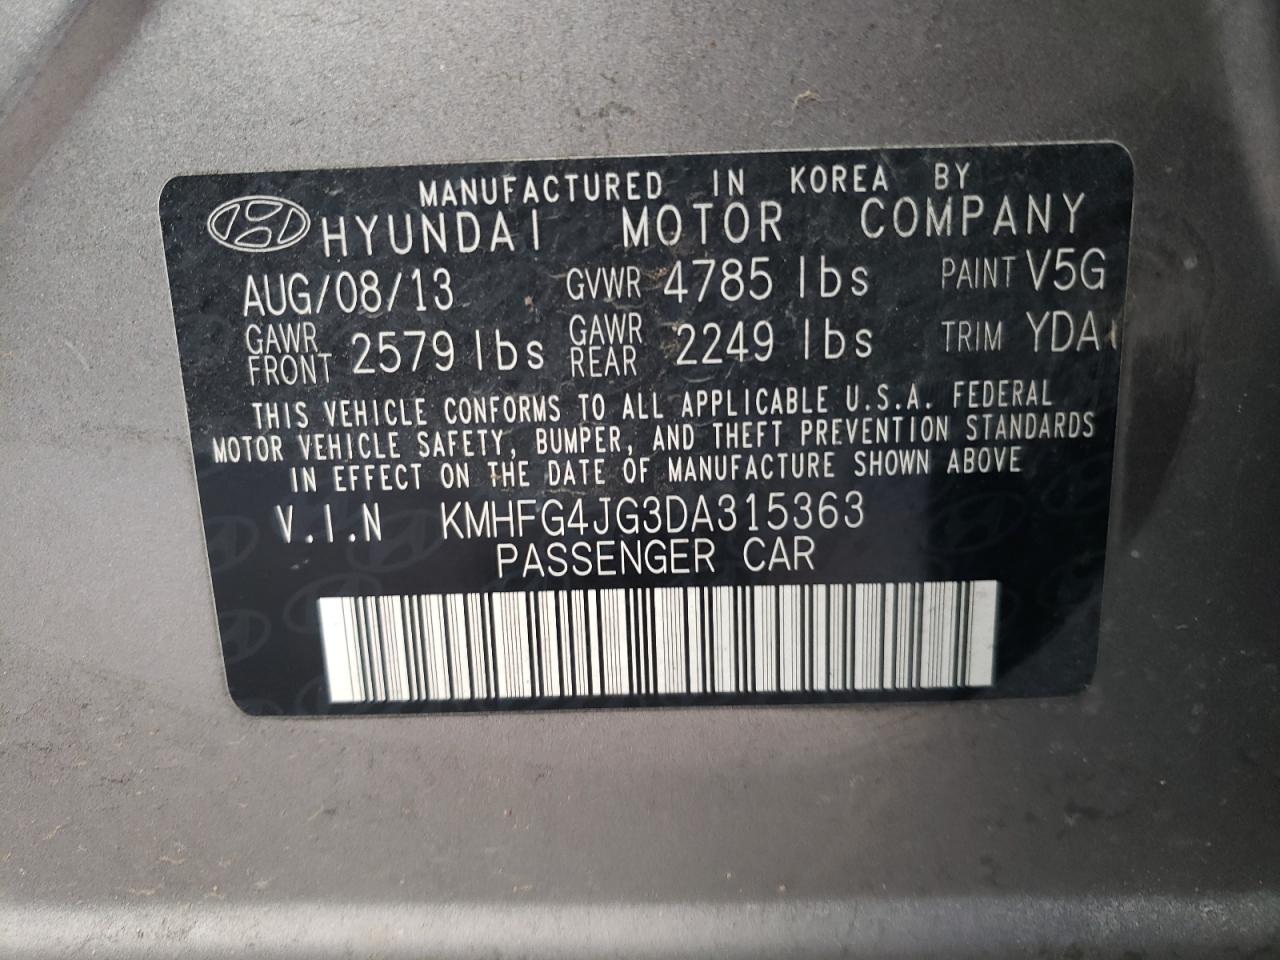 MANUFACTURED IN KOREA BY
HYUNDAI MOTOR COMPANY
AUG/08/13 GVWR 4785 lbs PAINT V5G
GAWR FRONT 2579 lbs GAWR REAR 2249 lbs TRIM YDA
THIS VEHICLE CONFORMS TO ALL APPLICABLE U.S.A. FEDERAL
MOTOR VEHICLE SAFETY, BUMPER, AND THEFT PREVENTION STANDARDS
IN EFFECT ON THE DATE OF MANUFACTURE SHOWN ABOVE
V.I.N KMHFG4JG3DA315363
PASSENGER CAR